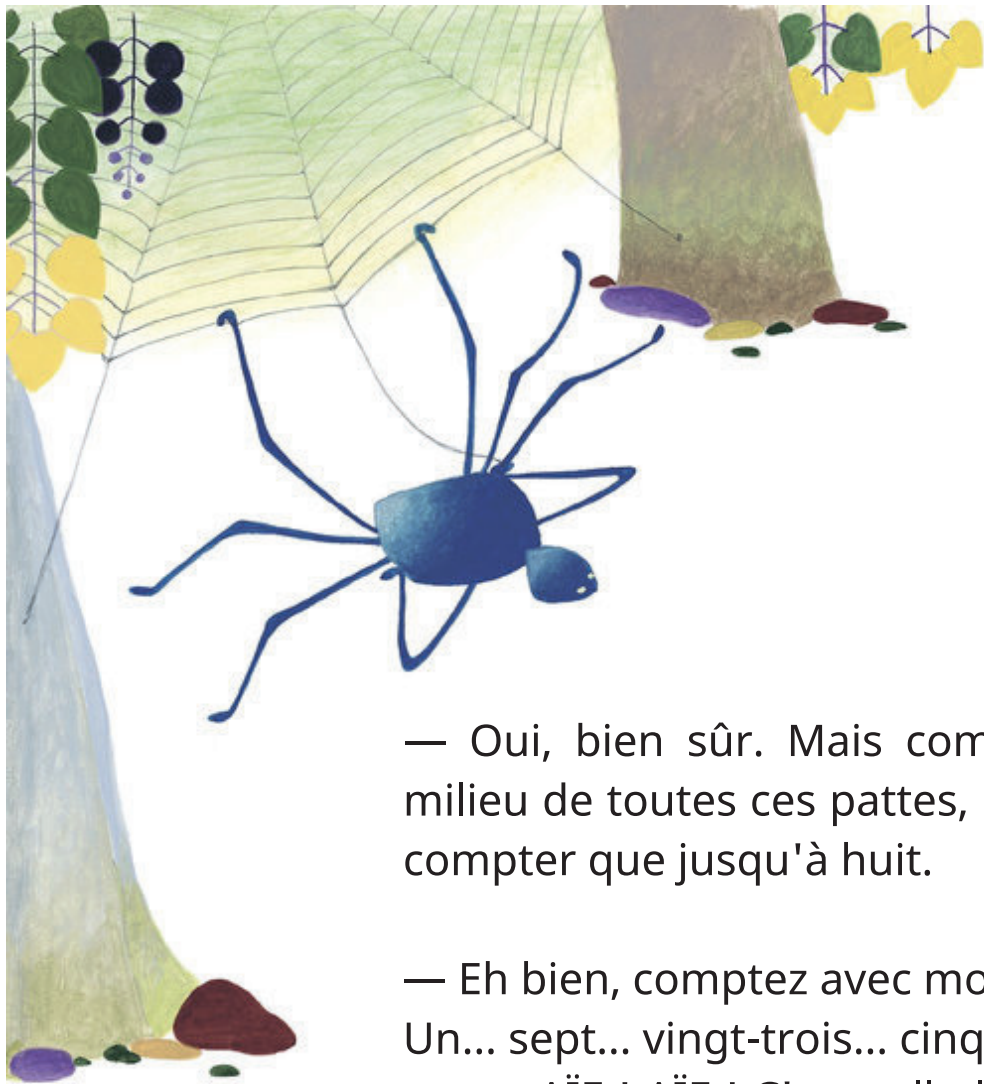 — Oui, bien sûr. Mais
milieu de toutes ces pattes,
compter que jusqu'à huit.
— Eh bien, comptez avec
Un... sept... vingt-trois...